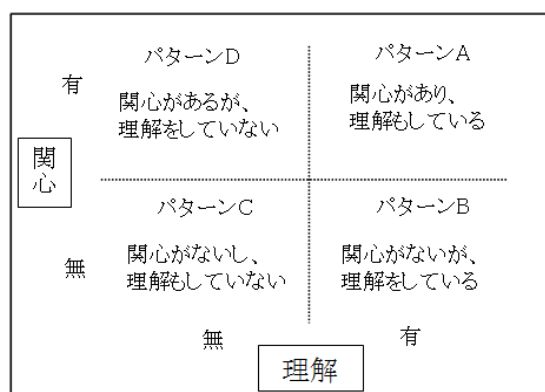 パターンD
パターンA
有
関心があるが、
理解をしていない
関心があり、
理解もしている
関
心
パターンC
パターンB
無
関心がないし、
理解もしていない
関心がないが、
理解をしている
無
有
理解